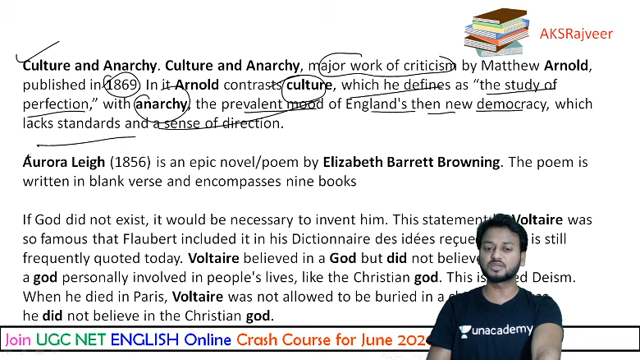 AKSRajveer
Culture and Anarchy. Culture and Anarchy, major work of criticism by Matthew Arnold,
published in 1869. In it Arnold contrasts culture, which he defines as “the study of
perfection,” with anarchy, the prevalent mood of England's then new democracy, which
lacks standards and a sense of direction.
Aurora Leigh (1856) is an epic novel/poem by Elizabeth Barrett Browning. The poem is
written in blank verse and encompasses nine books
If God did not exist, it would be necessary to invent him. This statement Voltaire was
so famous that Flaubert included it in his Dictionnaire des idées is still
frequently quoted today. Voltaire believed in a God but did not
a god personally involved in people's lives, like the Christian god. This is Deism.
When he died in Paris, Voltaire was not allowed to be buried in a
he did not believe in the Christian god.
Join UGC NET ENGLISH Online Crash Course for June
unacademy